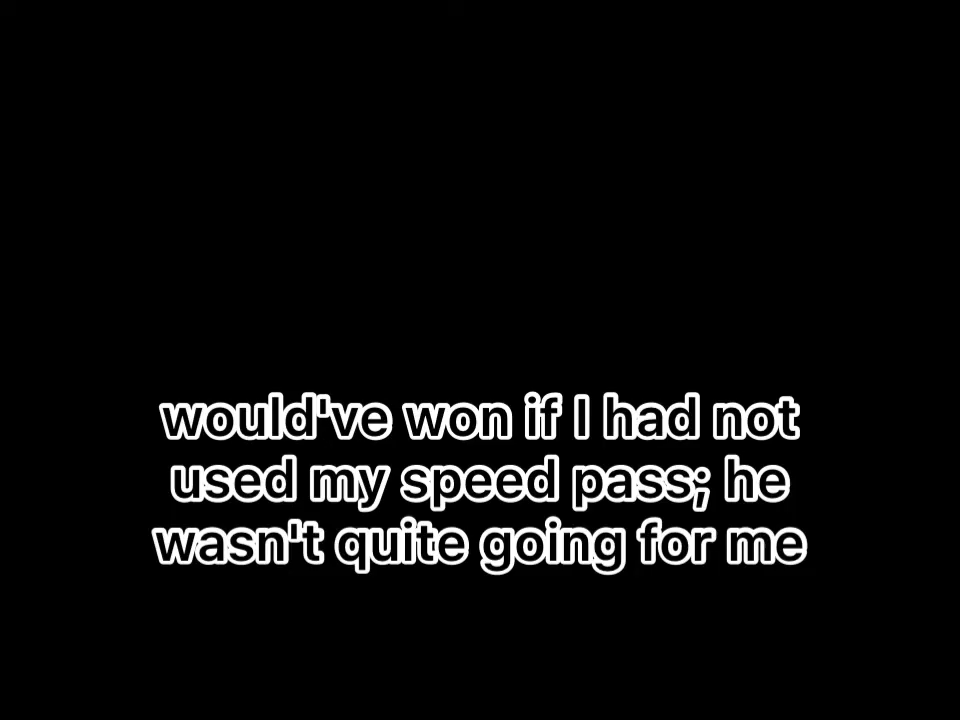 would've won if I had not
used my speed pass; he
wasn't quite going for me